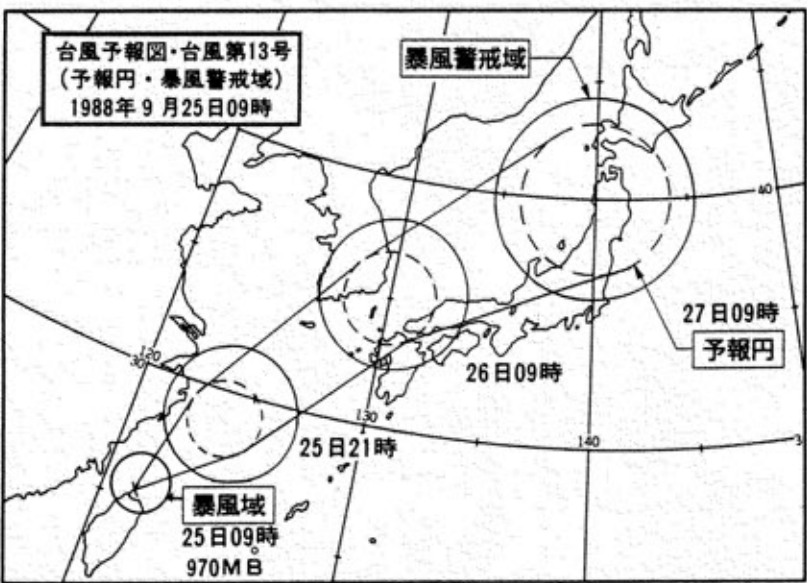 台風予報図・台風第13号
(予報円・暴風警戒域)
1988年9月25日09時
暴風警戒域
40
27日09時
予報円
26日09時
120
30
130
140
3
25日21時
暴風域
25日09時
970MB